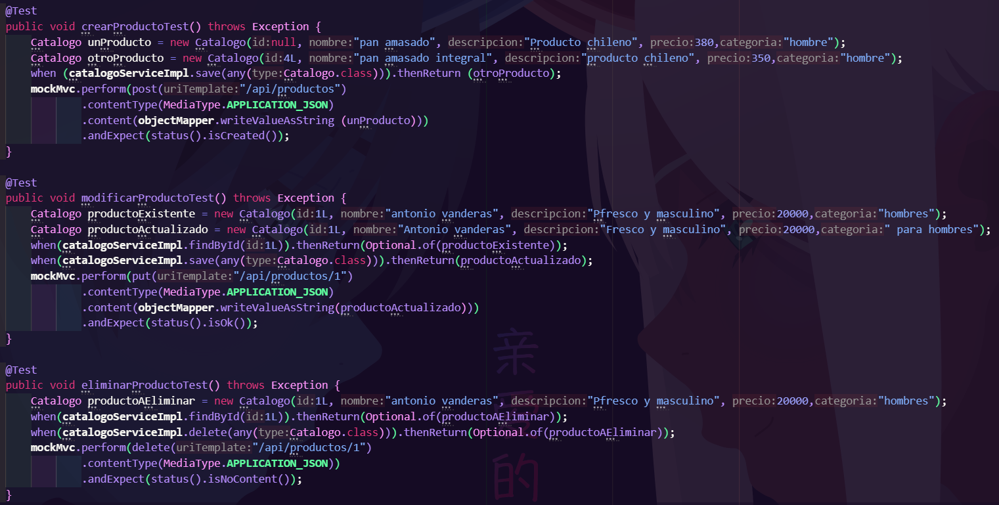 @Test
public void crearProductoTest() throws Exception {
Catalogo unProducto = new Catalogo(id:null, nombre:"pan amasado", descripcion:"Producto chileno", precio:380,categoria:"hombre");
Catalogo otroProducto = new Catalogo(id:4L, nombre:"pan amasado integral", descripcion:"producto chileno", precio:350,categoria:"hombre");
when (catalogoServiceImpl.save(any(type:Catalogo.class))).thenReturn (otroProducto);
mockMvc.perform(post(uriTemplate:"/api/productos")
.contentType(MediaType.APPLICATION_JSON)
.content(objectMapper.writeValueAsString (unProducto)))
.andExpect(status().isCreated());
}
@Test
public void modificarProductoTest() throws Exception {
Catalogo productoExistente = new Catalogo(id:1L, nombre:"antonio vanderas", descripcion:"Pfresco y masculino", precio:20000,categoria:"hombres");
Catalogo productoActualizado = new Catalogo(id:1L, nombre:"Antonio vanderas", descripcion:"Fresco y masculino", precio:20000,categoria:" para hombres");
when(catalogoServiceImpl.findById(id:1L)).thenReturn(Optional.of(productoExistente));
when(catalogoServiceImpl.save(any(type:Catalogo.class))).thenReturn(productoActualizado);
mockMvc.perform(put(uriTemplate:"/api/productos/1")
.contentType(MediaType.APPLICATION_JSON)
.content(objectMapper.writeValueAsString(productoActualizado)))
.andExpect(status().isOk());
}
@Test
public void eliminarProductoTest() throws Exception {
Catalogo productoAEliminar = new Catalogo(id:1L, nombre:"antonio vanderas", descripcion:"Pfresco y masculino", precio:20000,categoria:"hombres");
when(catalogoServiceImpl.findById(id:1L)).thenReturn(Optional.of(productoAEliminar));
when(catalogoServiceImpl.delete(any(type:Catalogo.class))).thenReturn(Optional.of(productoAEliminar));
mockMvc.perform(delete(uriTemplate:"/api/productos/1")
.contentType(MediaType.APPLICATION_JSON))
.andExpect(status().isNoContent());
}
亲
的